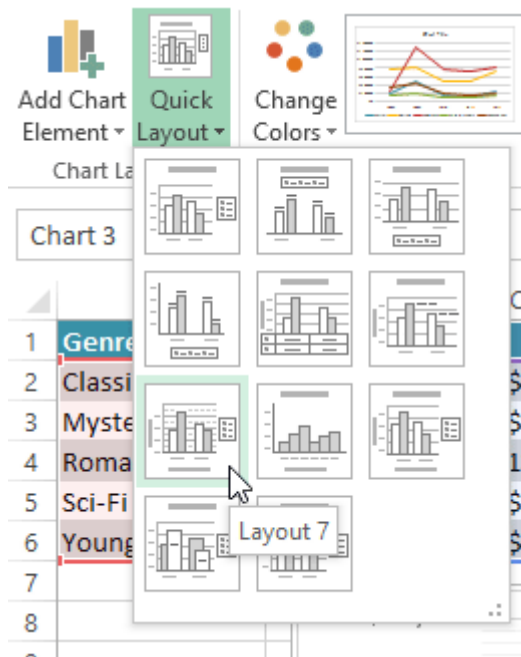 Add Chart
Element
Quick
Layout
Change
Colors
Chart La
Chart 3
C
1 Genre
2 Classi $
3 Myste $
4 Roma 1
5 Sci-Fi $
6 Young $
Layout 7
7
8